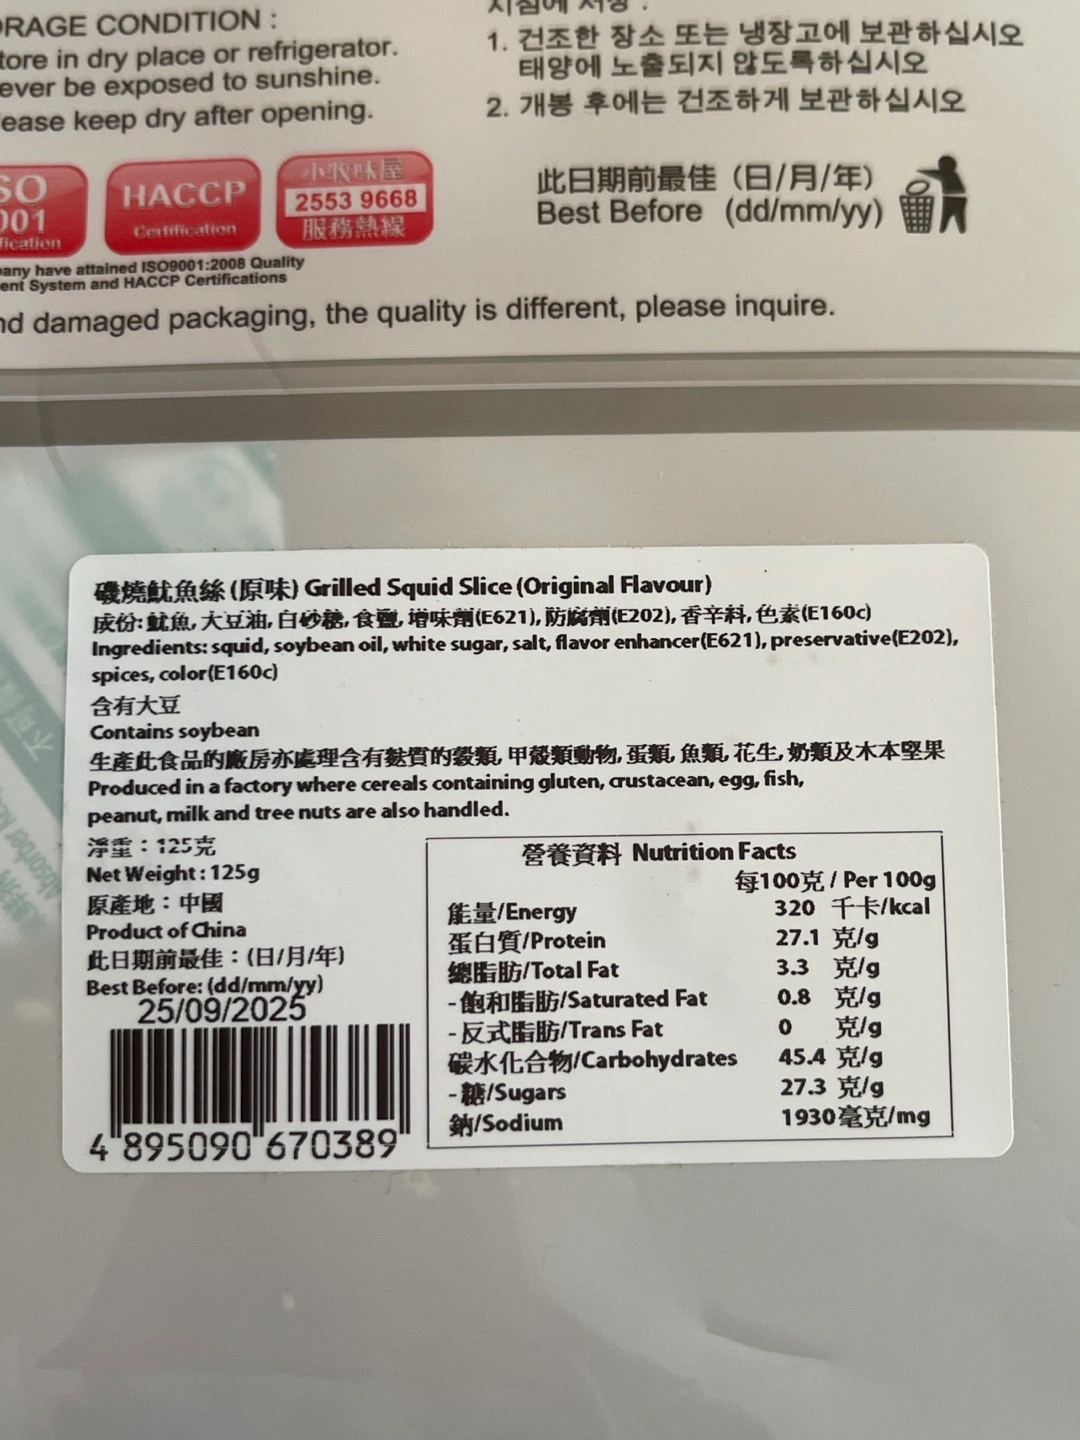 RAGE CONDITION :
tore in dry place or refrigerator.
ever be exposed to sunshine.
ease keep dry after opening.
1. 건조한 장소 또는 냉장고에 보관하십시오
태양에 노출되지 않도록하십시오
2. 개봉 후에는 건조하게 보관하십시오
SO
001
fication
HACCP
Certification
小牧味屋
2553 9668
服務熱線
此日期前最佳（日/月/年）
Best Before (dd/mm/yy)
any have attained ISO9001:2008 Quality
ent System and HACCP Certifications
nd damaged packaging, the quality is different, please inquire.
磯燒魷魚絲 (原味) Grilled Squid Slice (Original Flavour)
成份: 魷魚, 大豆油, 白砂糖, 食鹽, 增味劑(E621), 防腐劑(E202), 香辛料, 色素(E160c)
Ingredients: squid, soybean oil, white sugar, salt, flavor enhancer(E621), preservative(E202),
spices, color(E160c)
含有大豆
Contains soybean
生產此食品的廠房亦處理含有麩質的穀類, 甲殼類動物, 蛋類, 魚類, 花生, 奶類及木本堅果
Produced in a factory where cereals containing gluten, crustacean, egg, fish,
peanut, milk and tree nuts are also handled.
淨重：125克
Net Weight : 125g
原產地：中國
Product of China
此日期前最佳：(日/月/年)
Best Before: (dd/mm/yy)
25/09/2025
4 895090 670389
營養資料 Nutrition Facts
每100克 / Per 100g
能量/Energy 320 千卡/kcal
蛋白質/Protein 27.1 克/g
總脂肪/Total Fat 3.3 克/g
- 飽和脂肪/Saturated Fat 0.8 克/g
- 反式脂肪/Trans Fat 0 克/g
碳水化合物/Carbohydrates 45.4 克/g
- 糖/Sugars 27.3 克/g
鈉/Sodium 1930 毫克/mg